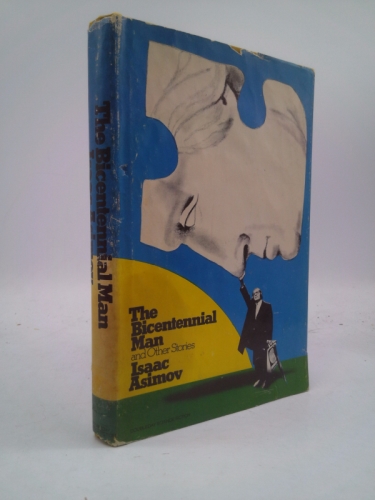 The Bicentennial Man
The
Bicentennial
Man
and Other Stories
Isaac
Asimov